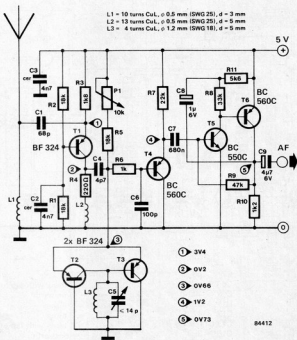 L1 = 10 turns CuL, ø 0.5 mm (SWG 25), d = 3 mm
L2 = 13 turns CuL, ø 0.5 mm (SWG 25), d = 5 mm
L3 = 4 turns CuL, ø 1.2 mm (SWG 18), d = 5 mm
5 V
C3
cer
4n7
R2
18k
R3
1k8
P1
10k
R7
22k
C8
1µ
6V
R11
5k6
R8
33k
T6
BC
560C
C1
68p
1
T1
BF 324
R5
18k
4
C7
680n
T5
BC
550C
C9
4µ7
6V
AF
2
R4
220Ω
C4
4p7
R6
1k
T4
BC
560C
5
R9
47k
L1
C2
cer
4n7
R1
18k
L2
C6
100p
R10
1k2
0
3
2x BF 324
T2
T3
L3
C5
< 14 p
1 3V4
2 0V2
3 0V66
4 1V2
5 0V73
84412